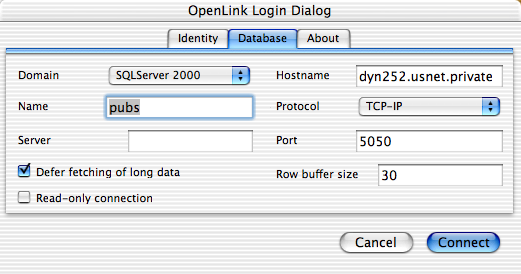 OpenLink Login Dialog
Identity Database About
Domain SQLServer 2000 Hostname dyn252.usnet.private
Name pubs Protocol TCP-IP
Server Port 5050
Defer fetching of long data Row buffer size 30
Read-only connection
Cancel Connect